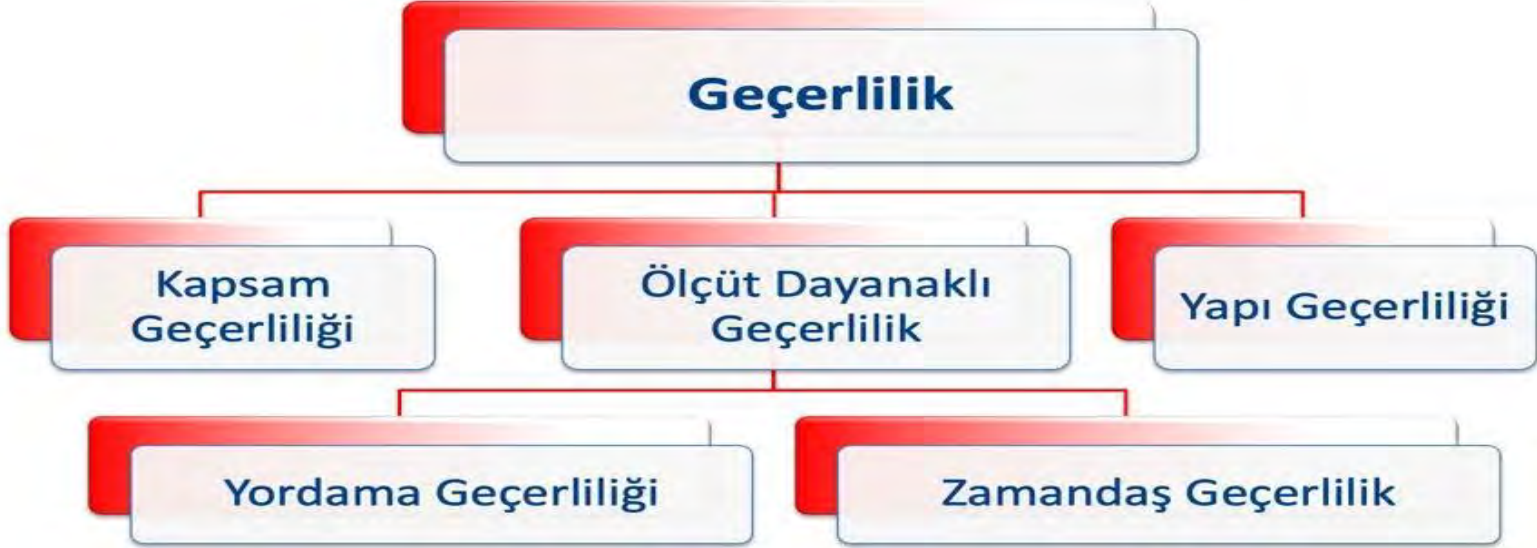 Geçerlilik
Kapsam
Geçerliliği
Ölçüt Dayanaklı
Geçerlilik
Yapı Geçerliliği
Yordama Geçerliliği
Zamandaş Geçerlilik